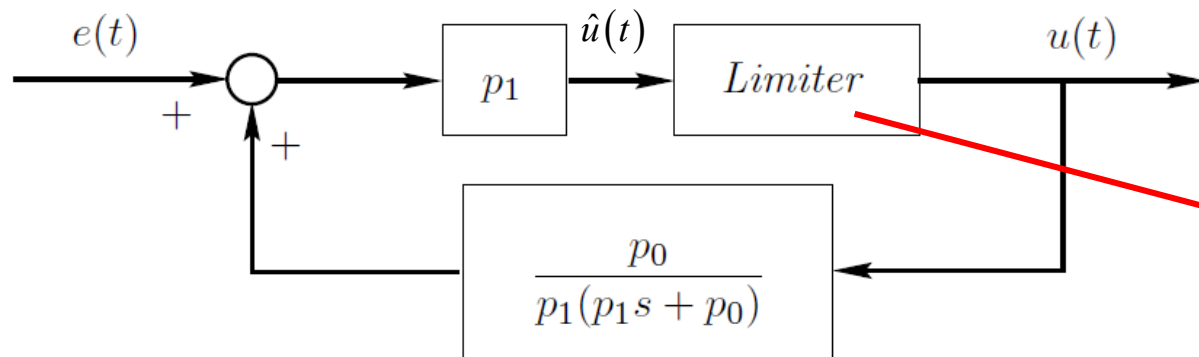 e(t)
+
+
p₁
û(t)
Limiter
u(t)
p₀
p₁(p₁s + p₀)